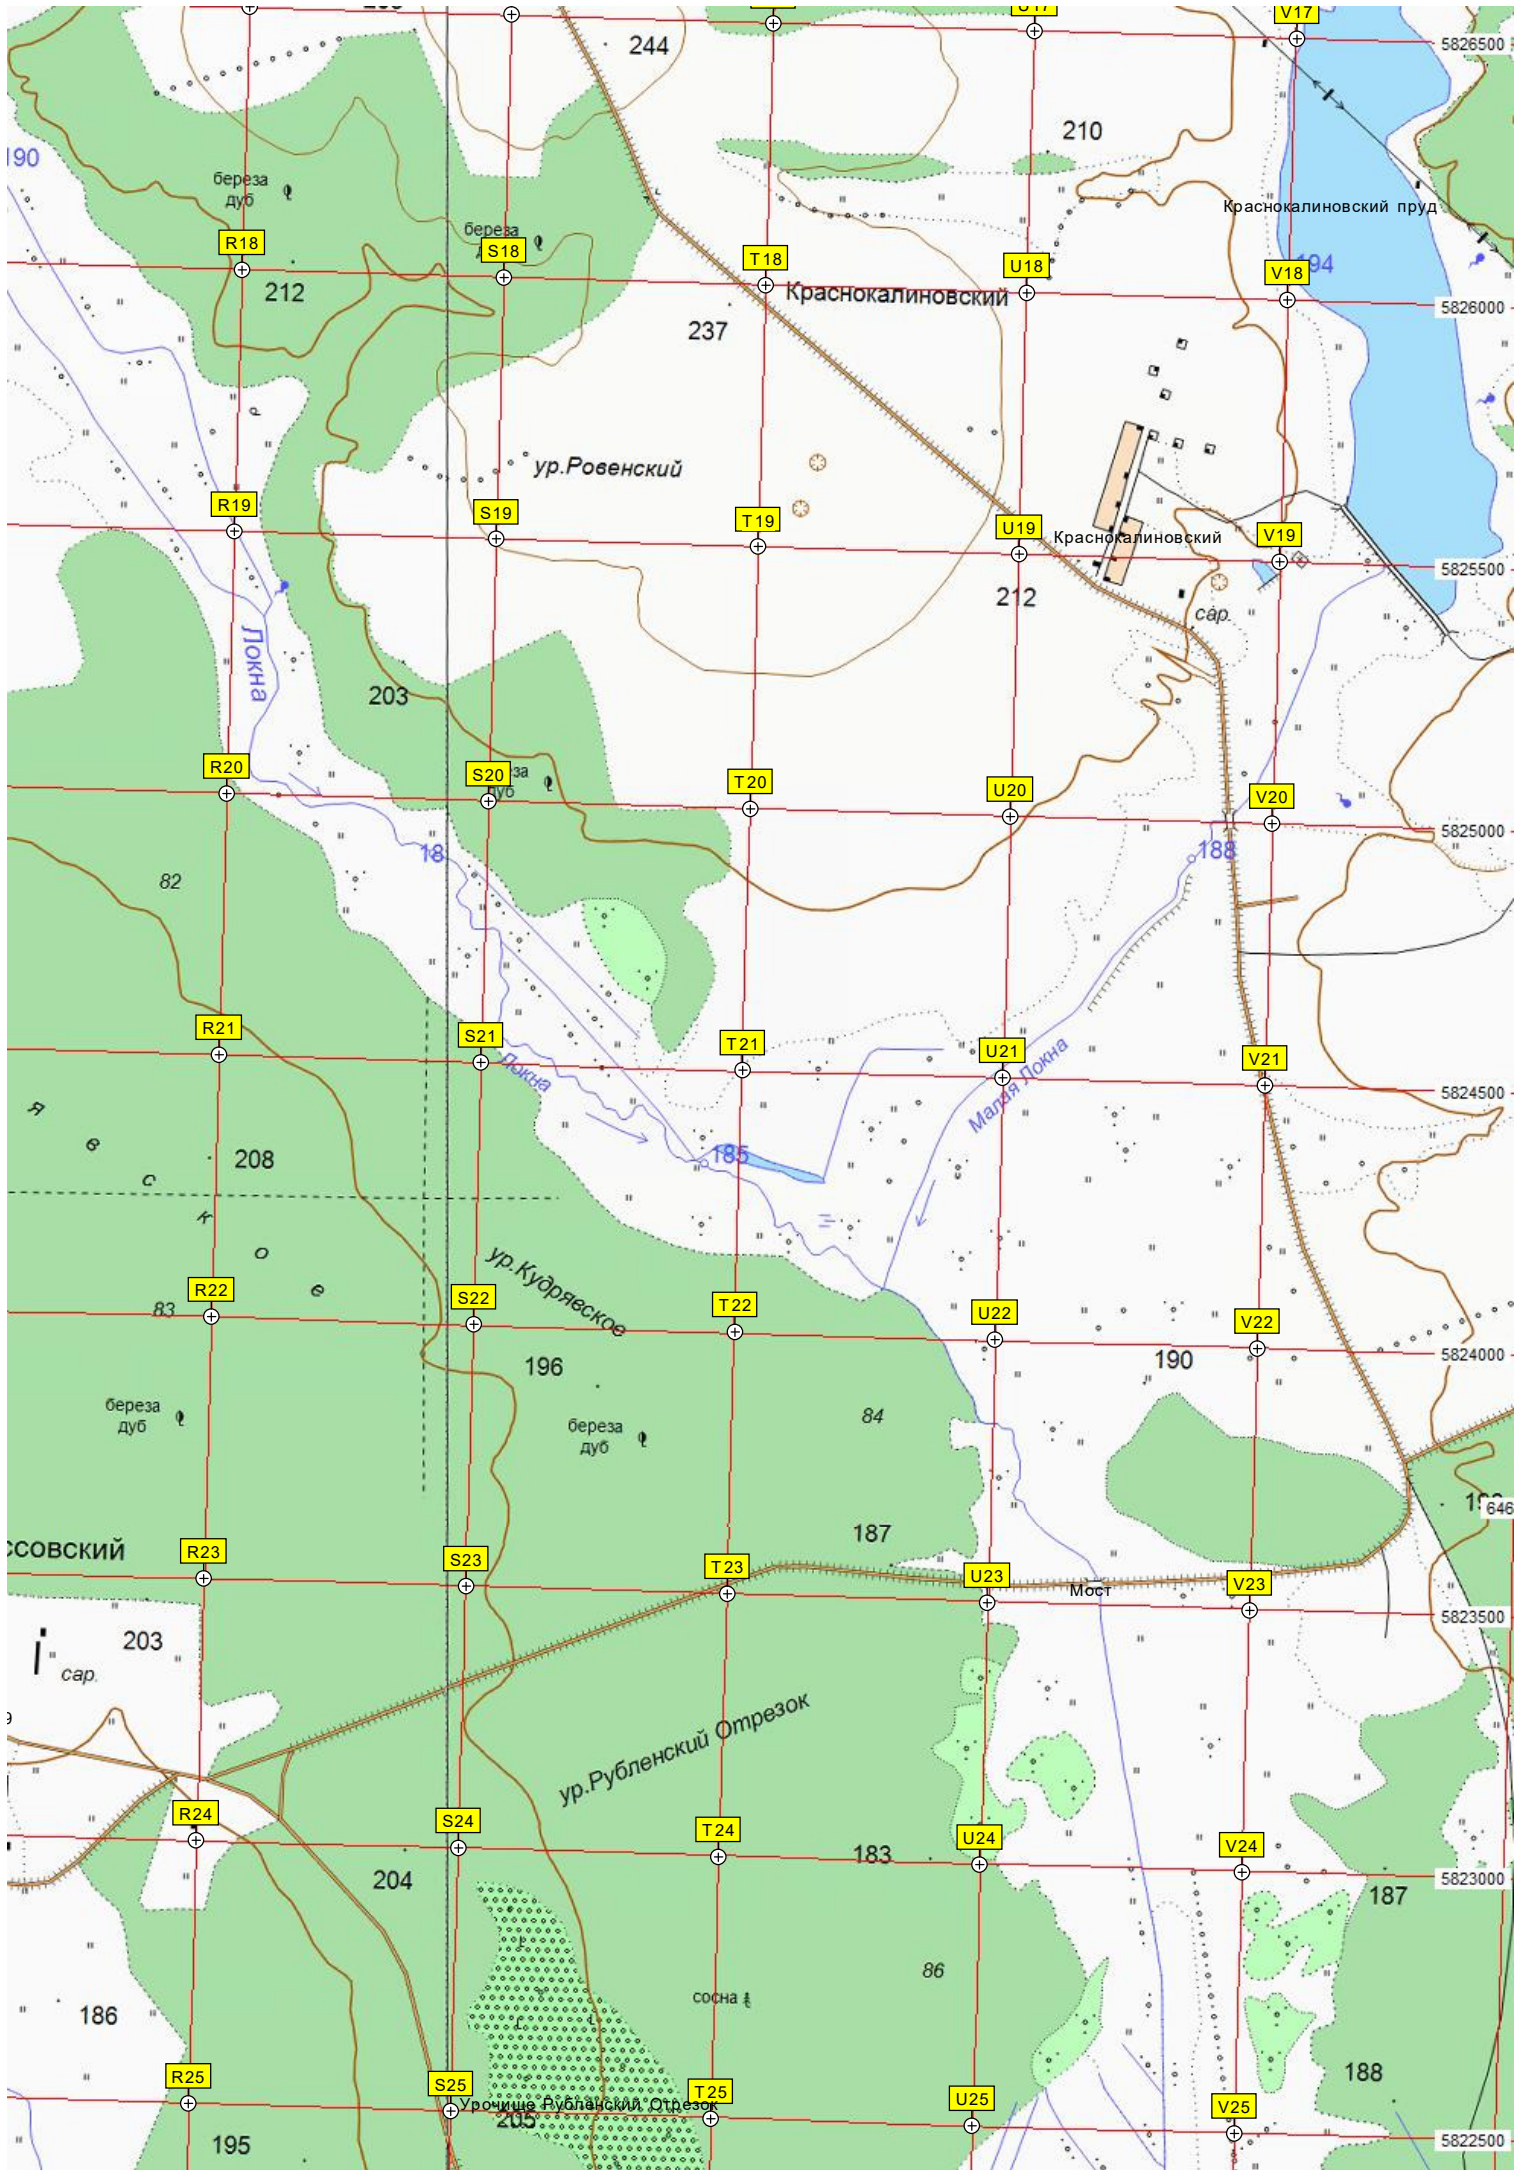 V17
5826500
244
210
190
береза
дуб
Краснокалиновский пруд
береза
R18
S18
T18
U18
V18
194
212
Краснокалиновский
5826000
237
ур.Ровенский
R19
S19
T19
U19
V19
Краснокалиновский
5825500
212
сар.
Локна
203
R20
S20
дуб
T20
U20
V20
5825000
18
188
82
R21
S21
T21
U21
V21
Локна
Малая Локна
5824500
я в с к о е
208
185
ур.Кудрявское
R22
S22
T22
U22
V22
83
5824000
196
190
береза
дуб
береза
дуб
84
187
646
ссовский
R23
S23
T23
U23
V23
Мост
5823500
203
сар.
ур.Рубленский Отрезок
R24
S24
T24
U24
V24
183
5823000
204
187
86
сосна
186
188
R25
S25
T25
U25
V25
Урочище Рубленский Отрезок
205
195
5822500